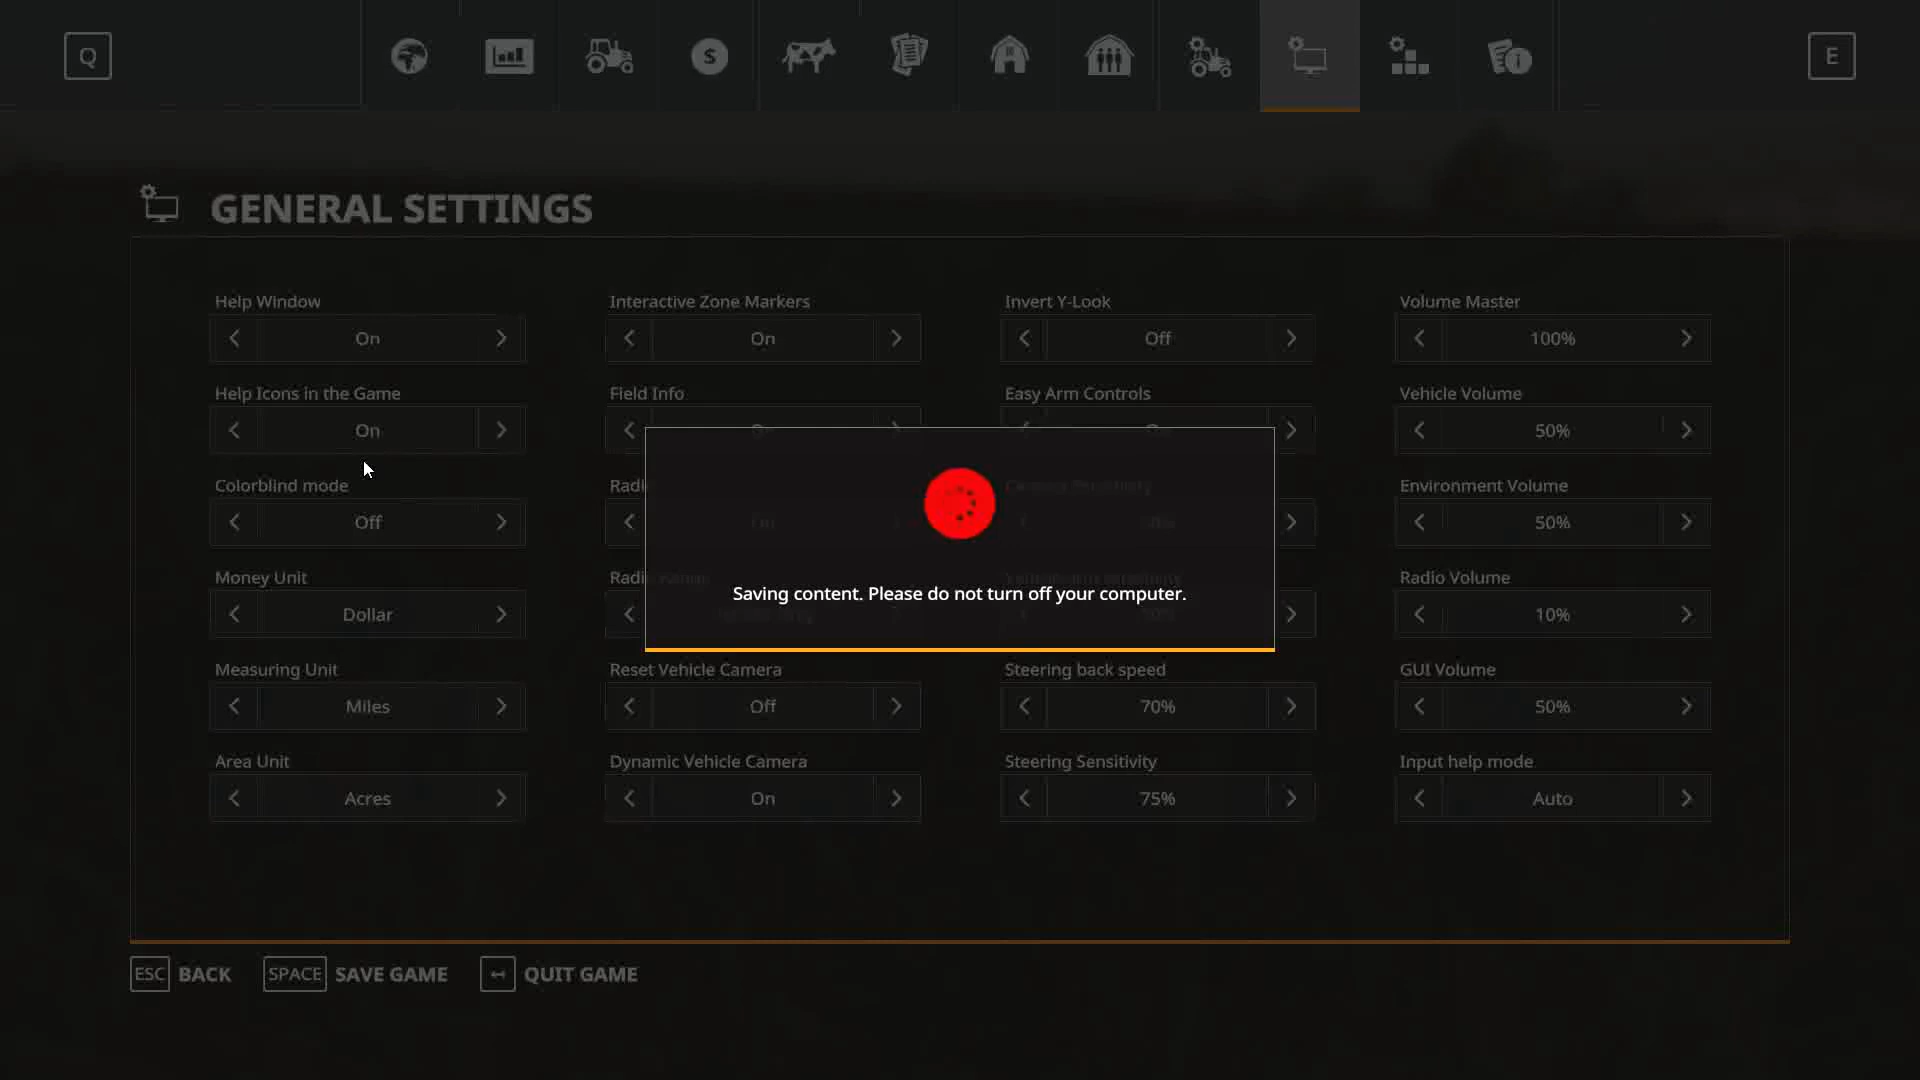 Q
E
GENERAL SETTINGS
Help Window
On
Interactive Zone Markers
On
Invert Y-Look
Off
Volume Master
100%
Help Icons in the Game
On
Field Info
Easy Arm Controls
Vehicle Volume
50%
Colorblind mode
Off
Camera Sensitivity
Environment Volume
50%
Saving content. Please do not turn off your computer.
Money Unit
Dollar
Radio Volume
10%
Measuring Unit
Miles
Reset Vehicle Camera
Off
Steering back speed
70%
GUI Volume
50%
Area Unit
Acres
Dynamic Vehicle Camera
On
Steering Sensitivity
75%
Input help mode
Auto
ESC BACK SPACE SAVE GAME QUIT GAME